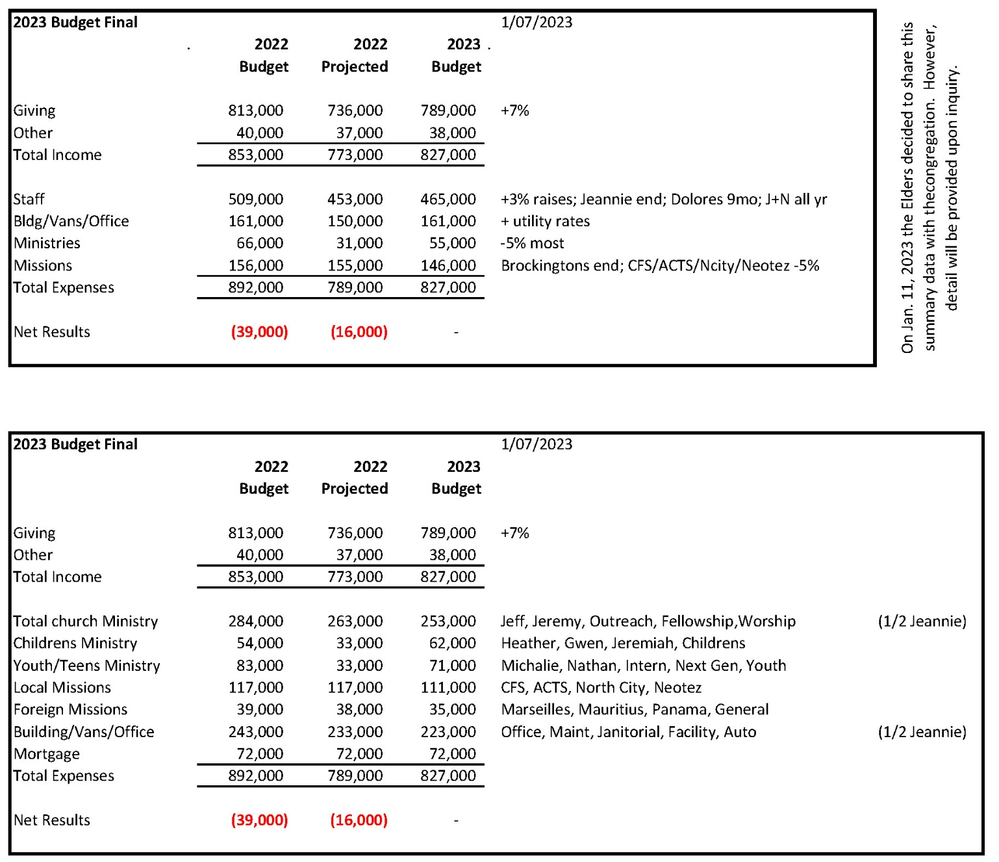 2023 Budget Final 1/07/2023
. 2022 2022 2023 .
Budget Projected Budget
Giving 813,000 736,000 789,000 +7%
Other 40,000 37,000 38,000
Total Income 853,000 773,000 827,000
Staff 509,000 453,000 465,000 +3% raises; Jeannie end; Dolores 9mo; J+N all yr
Bldg/Vans/Office 161,000 150,000 161,000 + utility rates
Ministries 66,000 31,000 55,000 -5% most
Missions 156,000 155,000 146,000 Brockingtons end; CFS/ACTS/Ncity/Neotez -5%
Total Expenses 892,000 789,000 827,000
Net Results (39,000) (16,000) -
On Jan. 11, 2023 the Elders decided to share this
summary data with thecongregation. However,
detail will be provided upon inquiry.
2023 Budget Final 1/07/2023
2022 2022 2023
Budget Projected Budget
Giving 813,000 736,000 789,000 +7%
Other 40,000 37,000 38,000
Total Income 853,000 773,000 827,000
Total church Ministry 284,000 263,000 253,000 Jeff, Jeremy, Outreach, Fellowship,Worship (1/2 Jeannie)
Childrens Ministry 54,000 33,000 62,000 Heather, Gwen, Jeremiah, Childrens
Youth/Teens Ministry 83,000 33,000 71,000 Michalie, Nathan, Intern, Next Gen, Youth
Local Missions 117,000 117,000 111,000 CFS, ACTS, North City, Neotez
Foreign Missions 39,000 38,000 35,000 Marseilles, Mauritius, Panama, General
Building/Vans/Office 243,000 233,000 223,000 Office, Maint, Janitorial, Facility, Auto (1/2 Jeannie)
Mortgage 72,000 72,000 72,000
Total Expenses 892,000 789,000 827,000
Net Results (39,000) (16,000) -